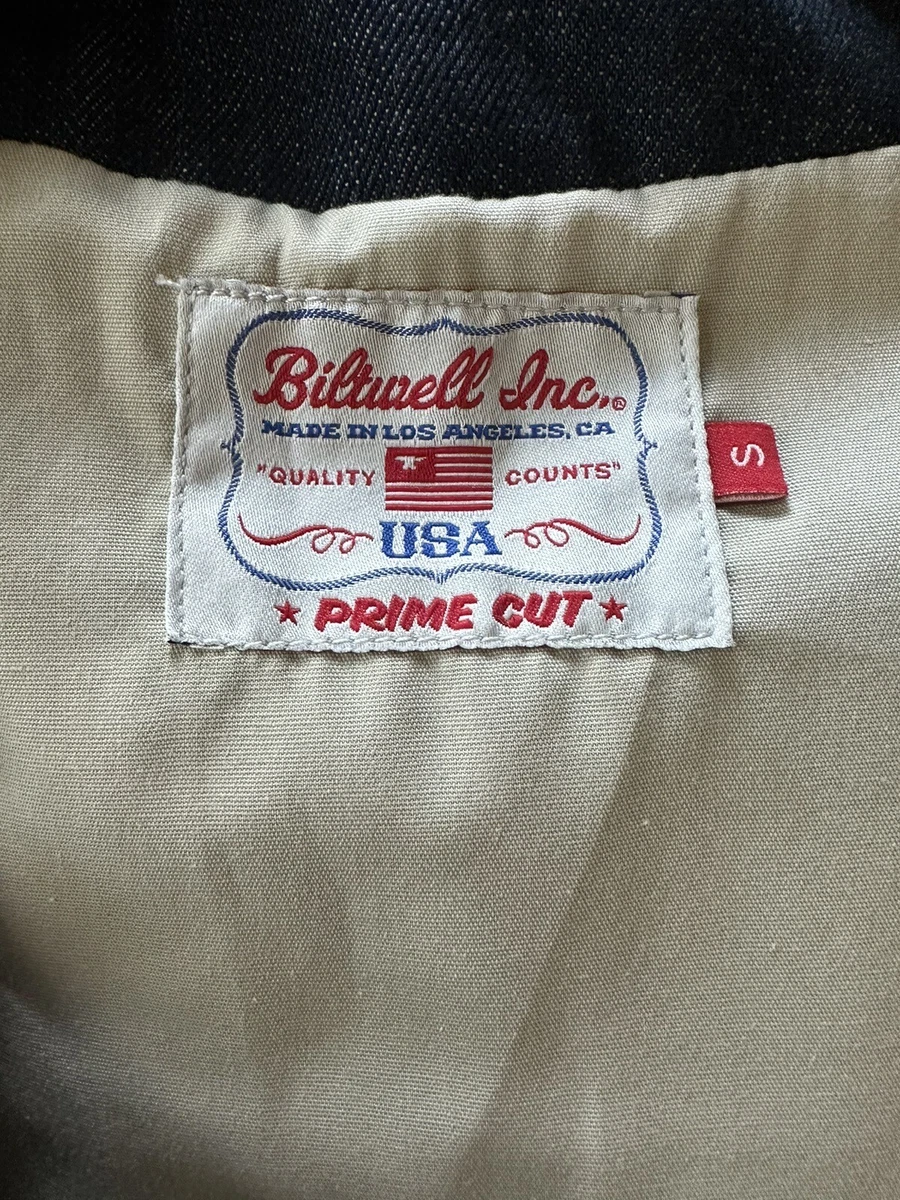 Biltwell Inc.®
MADE IN LOS ANGELES, CA
"QUALITY COUNTS"
USA
PRIME CUT
S